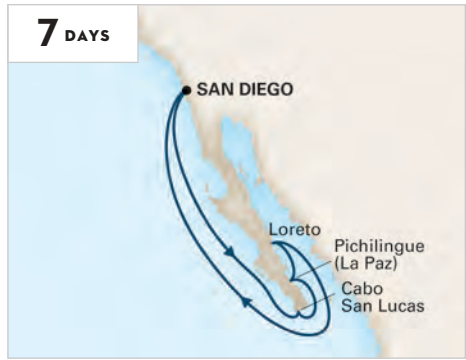 7 DAYS
SAN DIEGO
Loreto
Pichilingue
(La Paz)
Cabo
San Lucas